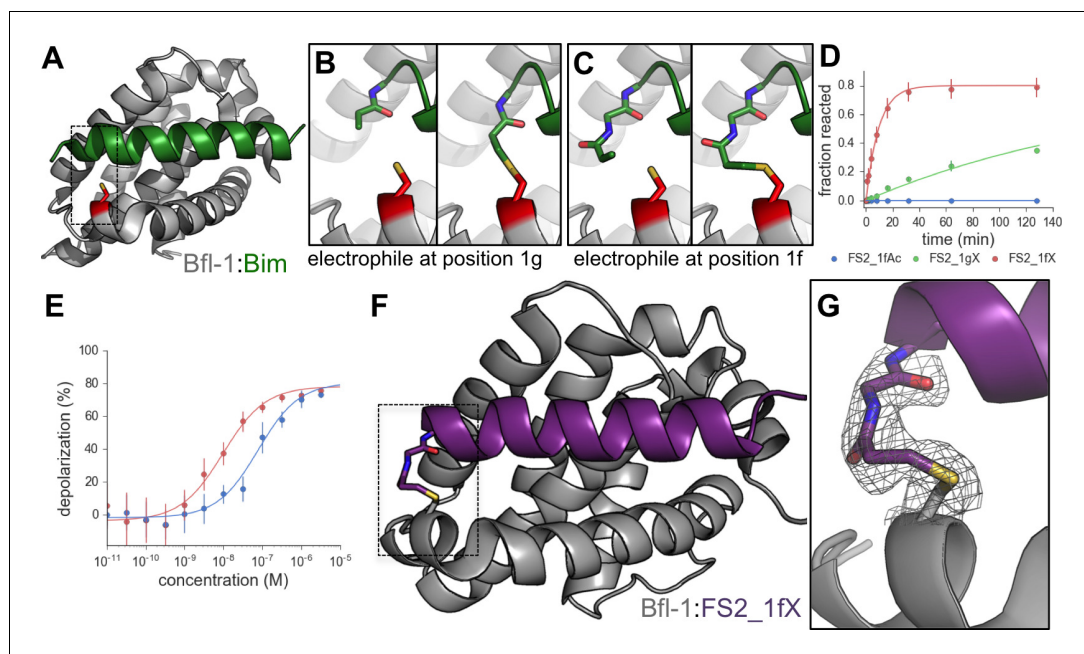 A
Bfl-1:Bim
B
C
electrophile at position 1g
electrophile at position 1f
D
fraction reacted
0.8
0.6
0.4
0.2
0.0
0 20 40 60 80 100 120 140
time (min)
FS2_1fAc FS2_1gX FS2_1fX
E
depolarization (%)
100
80
60
40
20
0
10-11 10-10 10-9 10-8 10-7 10-6 10-5
concentration (M)
F
Bfl-1:FS2_1fX
G